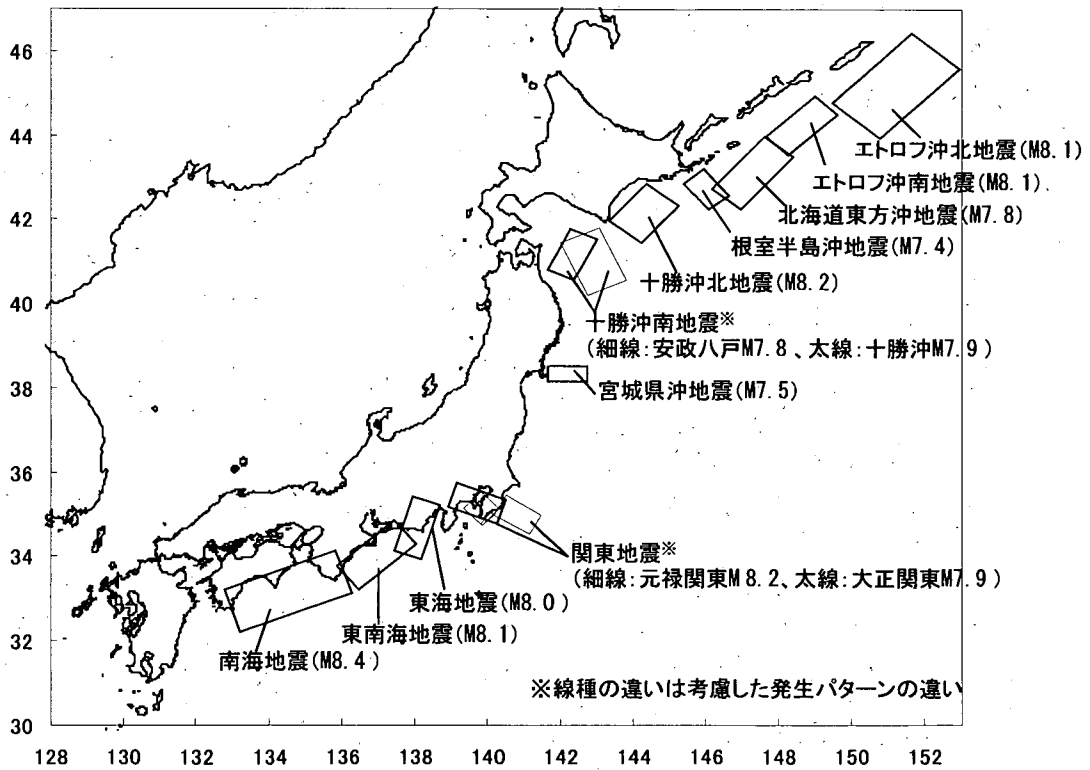 46
44
42
40
38
36
34
32
30
エトロフ沖北地震(M8.1)
エトロフ沖南地震(M8.1)
北海道東方沖地震(M7.8)
根室半島沖地震(M7.4)
十勝沖北地震(M8.2)
十勝沖南地震※
(細線:安政八戸M7.8、太線:十勝沖M7.9)
宮城県沖地震(M7.5)
関東地震※
(細線:元禄関東M8.2、太線:大正関東M7.9)
東海地震(M8.0)
東南海地震(M8.1)
南海地震(M8.4)
※線種の違いは考慮した発生パターンの違い
128 130 132 134 136 138 140 142 144 146 148 150 152